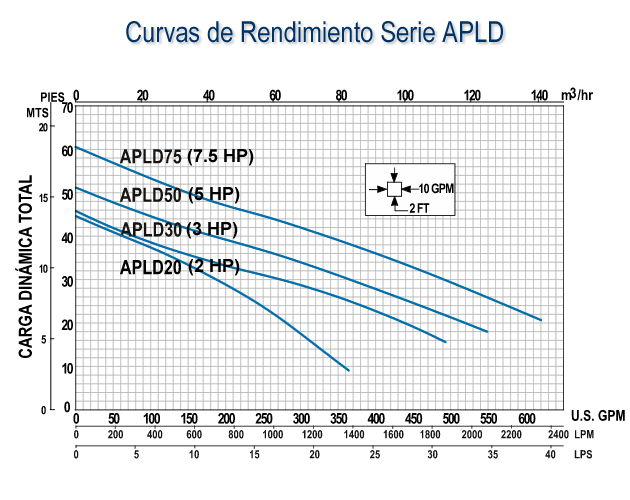 Curvas de Rendimiento Serie APLD
PIES 0 20 40 60 80 100 120 140 m3/hr
MTS 70
20
60 APLD75 (7.5 HP)
15 50 APLD50 (5 HP)
10 GPM
2 FT
40 APLD30 (3 HP)
10 APLD20 (2 HP)
30
20
5
10
0 0
CARGA DINÁMICA TOTAL
0 50 100 150 200 250 300 350 400 450 500 550 600 U.S. GPM
0 200 400 600 800 1000 1200 1400 1600 1800 2000 2200 2400 LPM
0 5 10 15 20 25 30 35 40 LPS